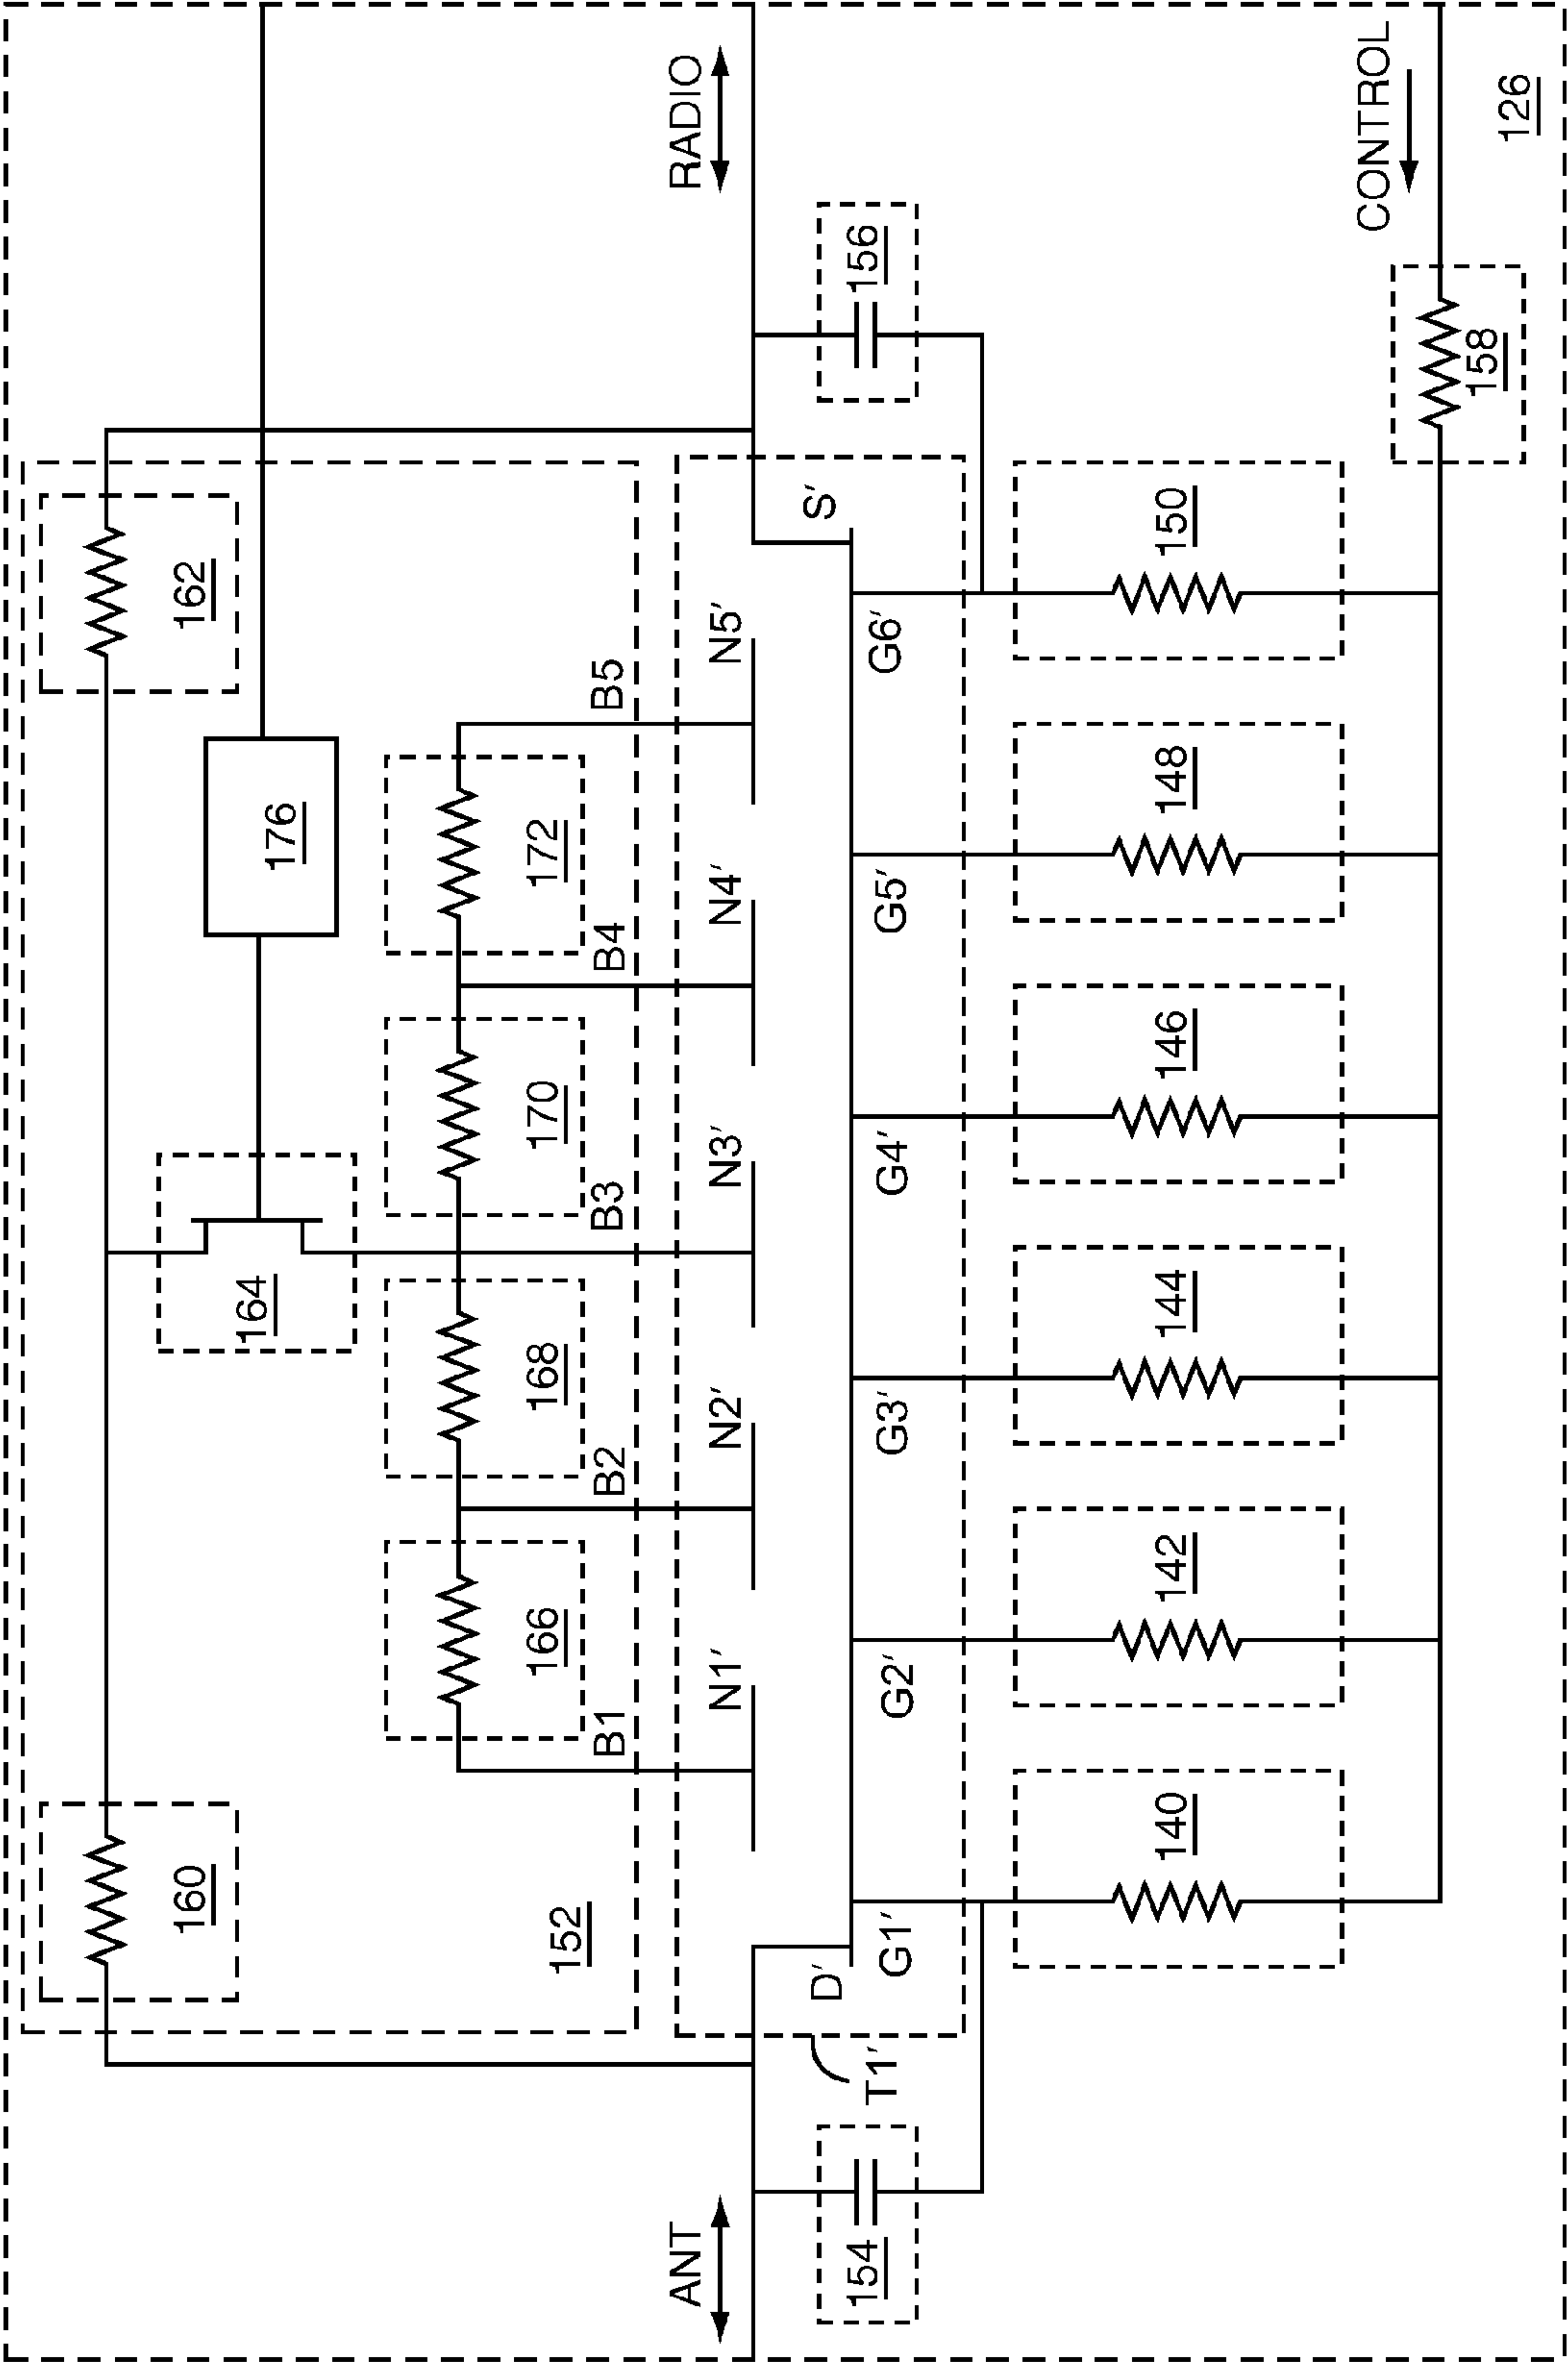 160
162
164
176
152
166
168
170
172
B1
B2
B3
B4
B5
ANT
RADIO
N1′
N2′
N3′
N4′
N5′
D′
S′
T1′
154
156
G1′
G2′
G3′
G4′
G5′
G6′
140
142
144
146
148
150
CONTROL
158
126